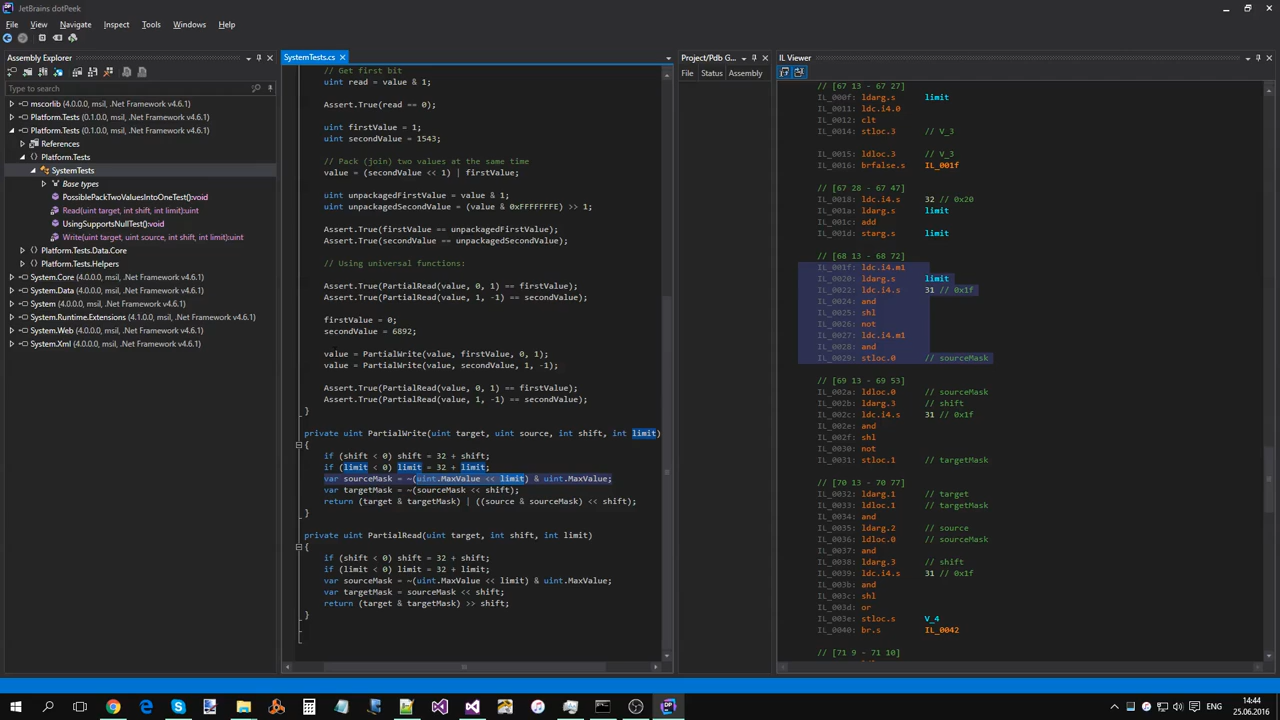 JetBrains dotPeek
File View Navigate Inspect Tools Windows Help
Assembly Explorer
Type to search
mscorlib (4.0.0.0, msil, .Net Framework v4.6.1)
Platform.Tests (0.1.0.0, msil, .Net Framework v4.6.1)
Platform.Tests (0.1.0.0, msil, .Net Framework v4.6.1)
References
Platform.Tests
SystemTests
Base types
PossiblePackTwoValuesIntoOneTest():void
Read(uint target, int shift, int limit):uint
UsingSupportsNullTest():void
Write(uint target, uint source, int shift, int limit):uint
Platform.Tests.Data.Core
Platform.Tests.Helpers
System.Core (4.0.0.0, msil, .Net Framework v4.6.1)
System.Data (4.0.0.0, msil, .Net Framework v4.6.1)
System (4.0.0.0, msil, .Net Framework v4.6.1)
System.Runtime.Extensions (4.1.0.0, msil, .Net Framework v4.6.1)
System.Web (4.0.0.0, msil, .Net Framework v4.6.1)
System.Xml (4.0.0.0, msil, .Net Framework v4.6.1)
SystemTests.cs
// Get first bit
uint read = value & 1;
Assert.True(read == 0);
uint firstValue = 1;
uint secondValue = 1543;
// Pack (join) two values at the same time
value = (secondValue << 1) | firstValue;
uint unpackagedFirstValue = value & 1;
uint unpackagedSecondValue = (value & 0xFFFFFFFE) >> 1;
Assert.True(firstValue == unpackagedFirstValue);
Assert.True(secondValue == unpackagedSecondValue);
// Using universal functions:
Assert.True(PartialRead(value, 0, 1) == firstValue);
Assert.True(PartialRead(value, 1, -1) == secondValue);
firstValue = 0;
secondValue = 6892;
value = PartialWrite(value, firstValue, 0, 1);
value = PartialWrite(value, secondValue, 1, -1);
Assert.True(PartialRead(value, 0, 1) == firstValue);
Assert.True(PartialRead(value, 1, -1) == secondValue);
}
private uint PartialWrite(uint target, uint source, int shift, int limit)
{
if (shift < 0) shift = 32 + shift;
if (limit < 0) limit = 32 + limit;
var sourceMask = ~(uint.MaxValue << limit) & uint.MaxValue;
var targetMask = ~(sourceMask << shift);
return (target & targetMask) | ((source & sourceMask) << shift);
}
private uint PartialRead(uint target, int shift, int limit)
{
if (shift < 0) shift = 32 + shift;
if (limit < 0) limit = 32 + limit;
var sourceMask = ~(uint.MaxValue << limit) & uint.MaxValue;
var targetMask = sourceMask << shift;
return (target & targetMask) >> shift;
}
Project/Pdb G...
File Status Assembly
IL Viewer
// [67 13 - 67 27]
IL_000f: ldarg.s limit
IL_0011: ldc.i4.0
IL_0012: clt
IL_0014: stloc.3 // V_3
IL_0015: ldloc.3 // V_3
IL_0016: brfalse.s IL_001f
// [67 28 - 67 47]
IL_0018: ldc.i4.s 32 // 0x20
IL_001a: ldarg.s limit
IL_001c: add
IL_001d: starg.s limit
// [68 13 - 68 72]
IL_001f: ldc.i4.m1
IL_0020: ldarg.s limit
IL_0022: ldc.i4.s 31 // 0x1f
IL_0024: and
IL_0025: shl
IL_0026: not
IL_0027: ldc.i4.m1
IL_0028: and
IL_0029: stloc.0 // sourceMask
// [69 13 - 69 53]
IL_002a: ldloc.0 // sourceMask
IL_002b: ldarg.3 // shift
IL_002c: ldc.i4.s 31 // 0x1f
IL_002e: and
IL_002f: shl
IL_0030: not
IL_0031: stloc.1 // targetMask
// [70 13 - 70 77]
IL_0032: ldarg.1 // target
IL_0033: ldloc.1 // targetMask
IL_0034: and
IL_0035: ldarg.2 // source
IL_0036: ldloc.0 // sourceMask
IL_0037: and
IL_0038: ldarg.3 // shift
IL_0039: ldc.i4.s 31 // 0x1f
IL_003b: and
IL_003c: shl
IL_003d: or
IL_003e: stloc.s V_4
IL_0040: br.s IL_0042
// [71 9 - 71 10]
ENG
14:44
25.06.2016